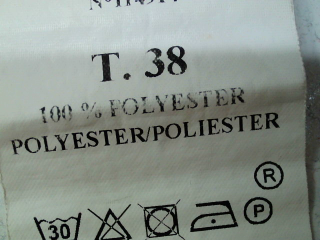 T. 38
100 % POLYESTER
POLYESTER/POLIESTER
R
30
P